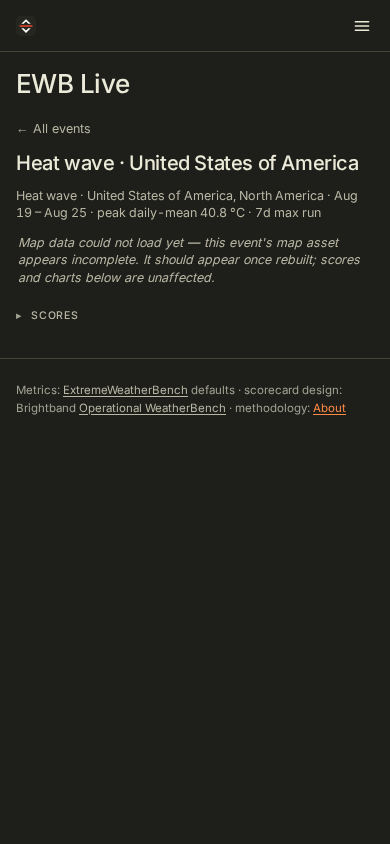 EWB Live
← All events
Heat wave · United States of America
Heat wave · United States of America, North America · Aug
19 – Aug 25 · peak daily-mean 40.8 °C · 7d max run
Map data could not load yet — this event's map asset
appears incomplete. It should appear once rebuilt; scores
and charts below are unaffected.
▸ SCORES
Metrics: ExtremeWeatherBench defaults · scorecard design:
Brightband Operational WeatherBench · methodology: About